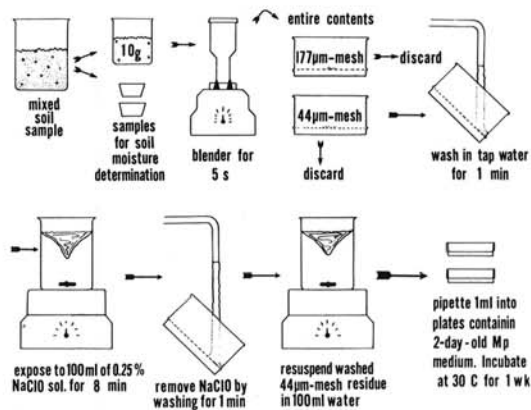 entire contents
10g
177µm-mesh
discard
44µm-mesh
mixed
soil
sample
samples
for soil
moisture
determination
blender for
5 s
discard
wash in tap water
for 1 min
expose to 100ml of 0.25%
NaClO sol. for 8 min
remove NaClO by
washing for 1 min
resuspend washed
44µm-mesh residue
in 100ml water
pipette 1ml into
plates containin
2-day-old Mp
medium. Incubate
at 30 C for 1 wk